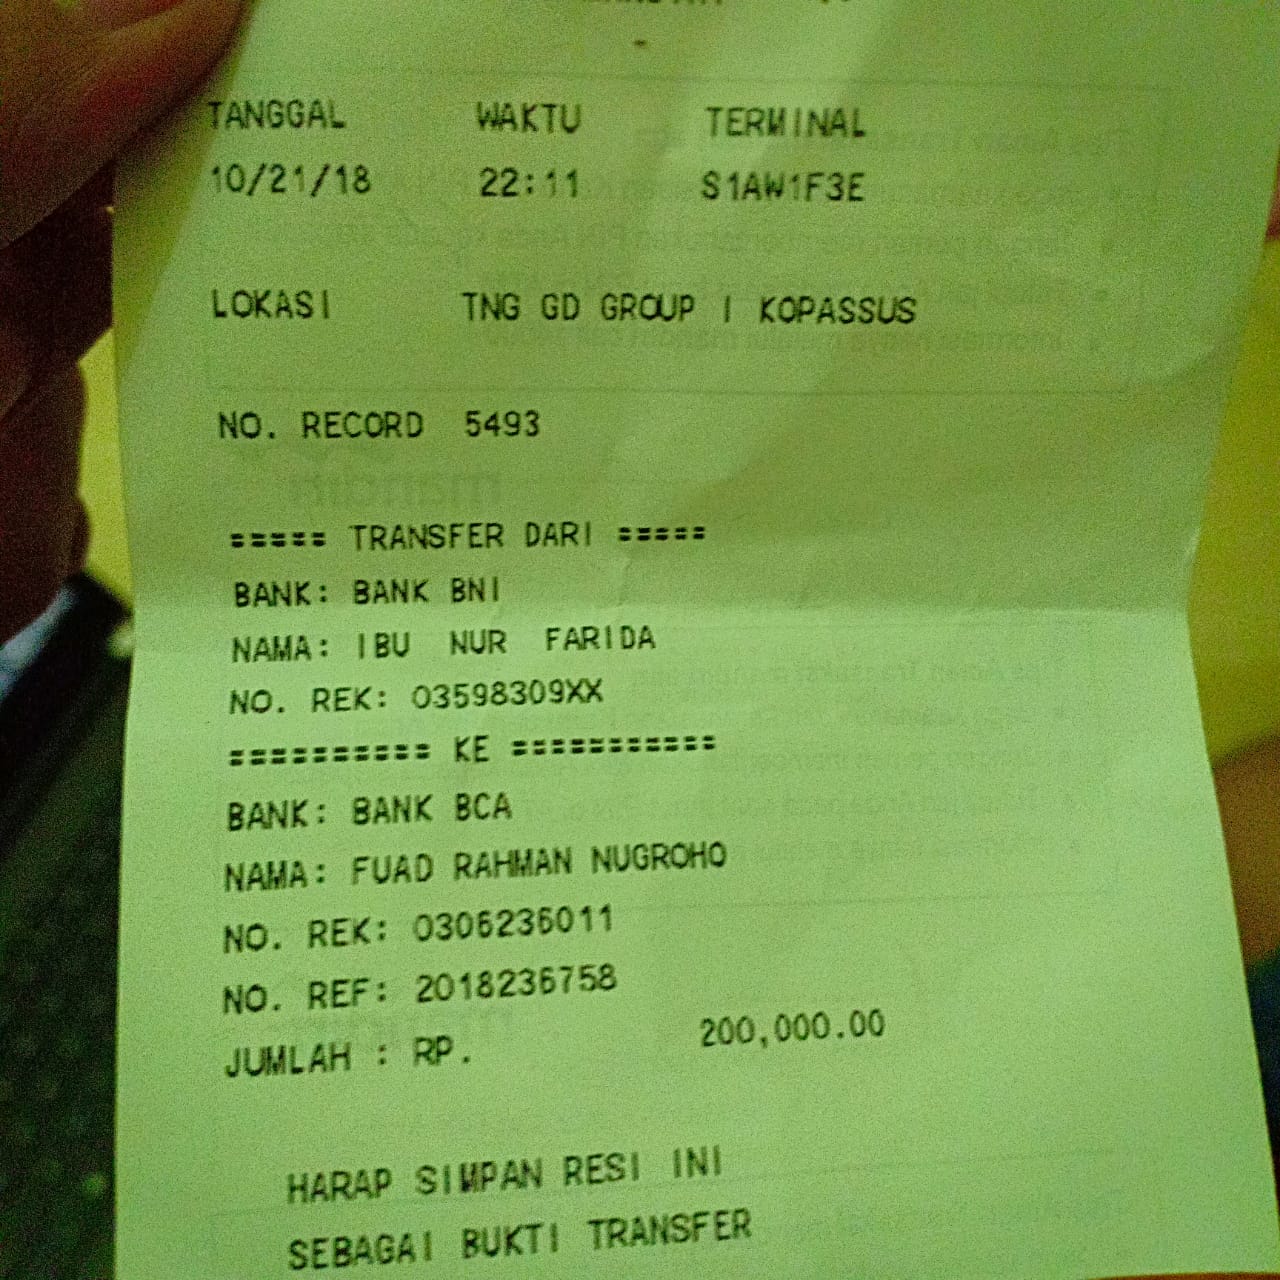 TANGGAL WAKTU TERMINAL
10/21/18 22:11 S1AW1F3E
LOKASI TNG GD GROUP I KOPASSUS
NO. RECORD 5493
===== TRANSFER DARI =====
BANK: BANK BNI
NAMA: IBU NUR FARIDA
NO. REK: 03598309XX
========== KE ===========
BANK: BANK BCA
NAMA: FUAD RAHMAN NUGROHO
NO. REK: 0306236011
NO. REF: 2018236758
JUMLAH : RP. 200,000.00
HARAP SIMPAN RESI INI
SEBAGAI BUKTI TRANSFER